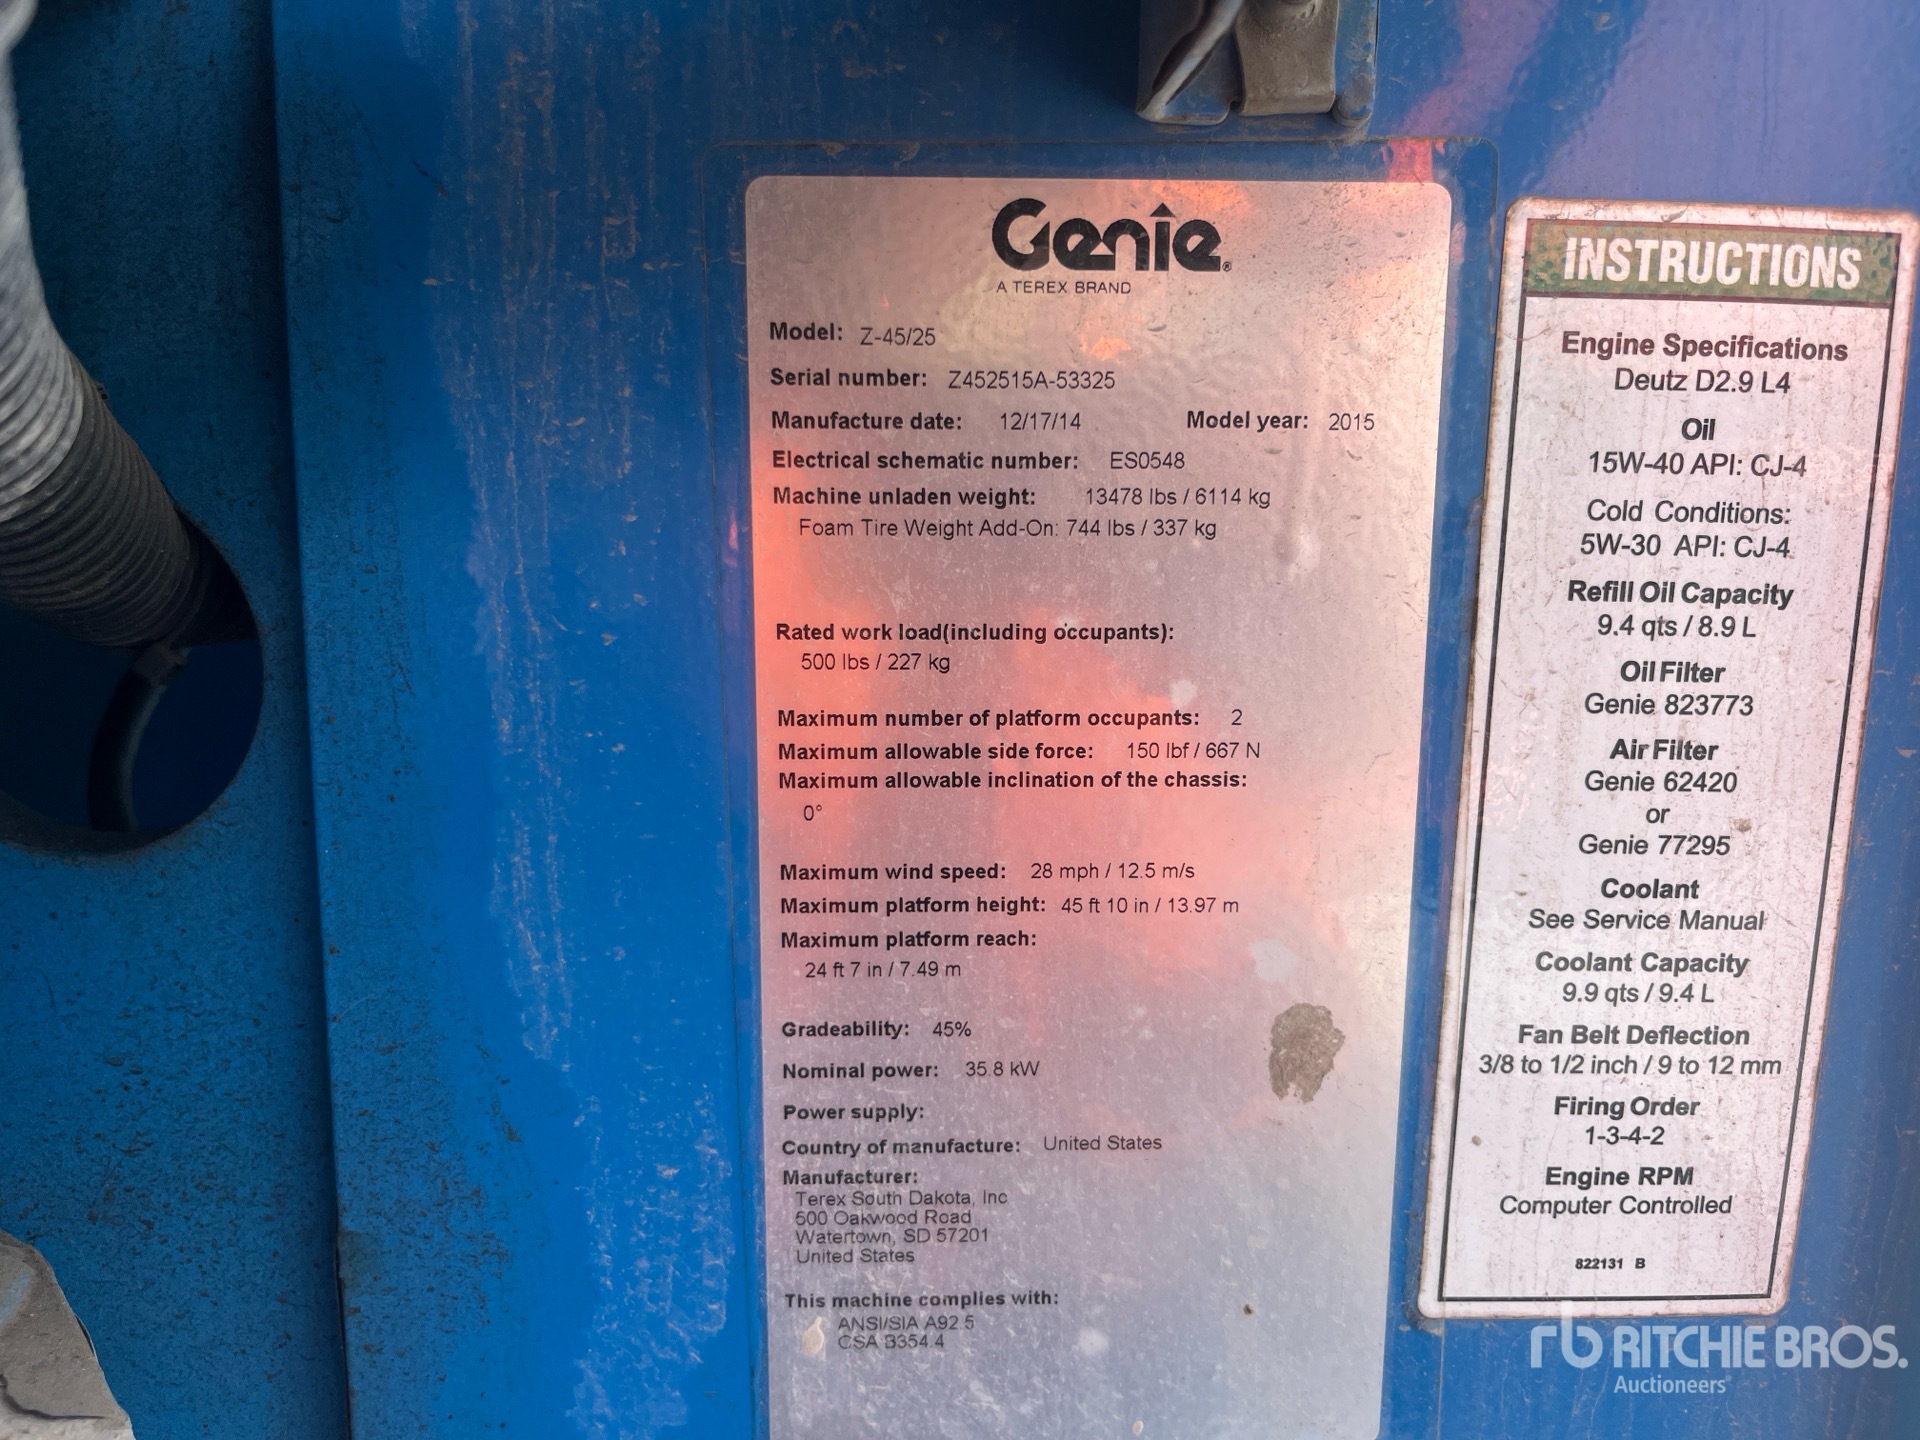 Genie®
A TEREX BRAND
Model: Z-45/25
Serial number: Z452515A-53325
Manufacture date: 12/17/14 Model year: 2015
Electrical schematic number: ES0548
Machine unladen weight: 13478 lbs / 6114 kg
Foam Tire Weight Add-On: 744 lbs / 337 kg
Rated work load(including occupants):
500 lbs / 227 kg
Maximum number of platform occupants: 2
Maximum allowable side force: 150 lbf / 667 N
Maximum allowable inclination of the chassis:
0°
Maximum wind speed: 28 mph / 12.5 m/s
Maximum platform height: 45 ft 10 in / 13.97 m
Maximum platform reach:
24 ft 7 in / 7.49 m
Gradeability: 45%
Nominal power: 35.8 kW
Power supply:
Country of manufacture: United States
Manufacturer:
Terex South Dakota, Inc
500 Oakwood Road
Watertown, SD 57201
United States
This machine complies with:
ANSI/SIA A92.5
CSA B354.4
INSTRUCTIONS
Engine Specifications
Deutz D2.9 L4
Oil
15W-40 API: CJ-4
Cold Conditions:
5W-30 API: CJ-4
Refill Oil Capacity
9.4 qts / 8.9 L
Oil Filter
Genie 823773
Air Filter
Genie 62420
or
Genie 77295
Coolant
See Service Manual
Coolant Capacity
9.9 qts / 9.4 L
Fan Belt Deflection
3/8 to 1/2 inch / 9 to 12 mm
Firing Order
1-3-4-2
Engine RPM
Computer Controlled
822131 B
rb RITCHIE BROS.
Auctioneers